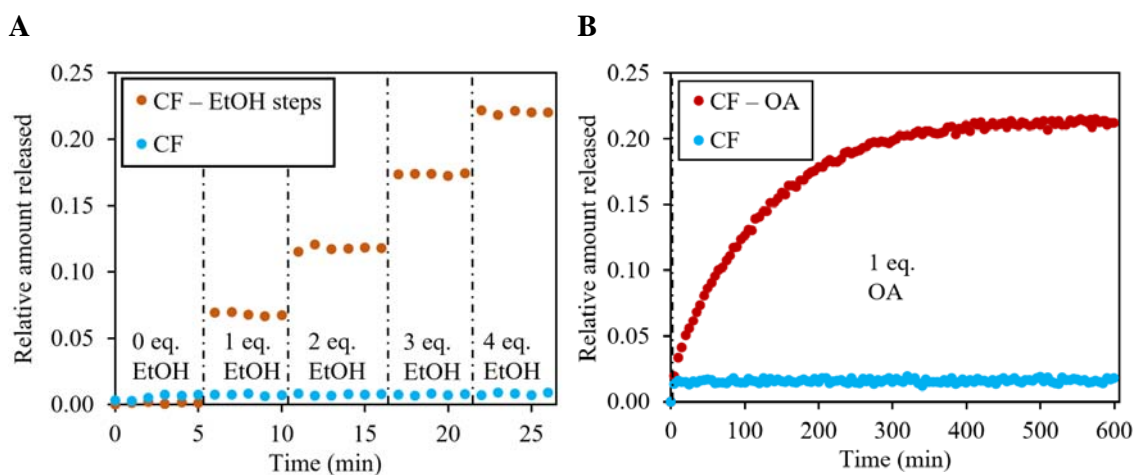 A
B
0.25
0.20
0.15
0.10
0.05
0.00
Relative amount released
CF – EtOH steps
CF
0 eq.
EtOH
1 eq.
EtOH
2 eq.
EtOH
3 eq.
EtOH
4 eq.
EtOH
0 5 10 15 20 25
Time (min)
0.25
0.20
0.15
0.10
0.05
0.00
Relative amount released
CF – OA
CF
1 eq.
OA
0 100 200 300 400 500 600
Time (min)